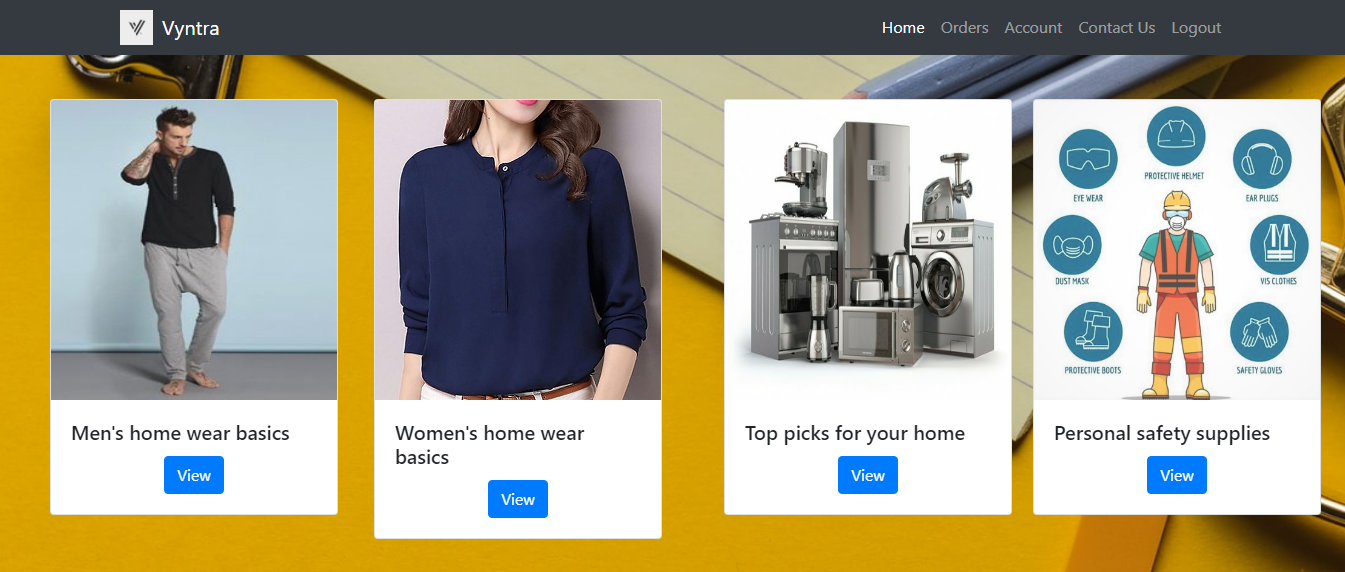 Vyntra
Home Orders Account Contact Us Logout
PROTECTIVE HELMET
EYE WEAR
EAR PLUGS
DUST MASK
VIS CLOTHES
PROTECTIVE BOOTS
SAFETY GLOVES
Men's home wear basics
View
Women's home wear
basics
View
Top picks for your home
View
Personal safety supplies
View